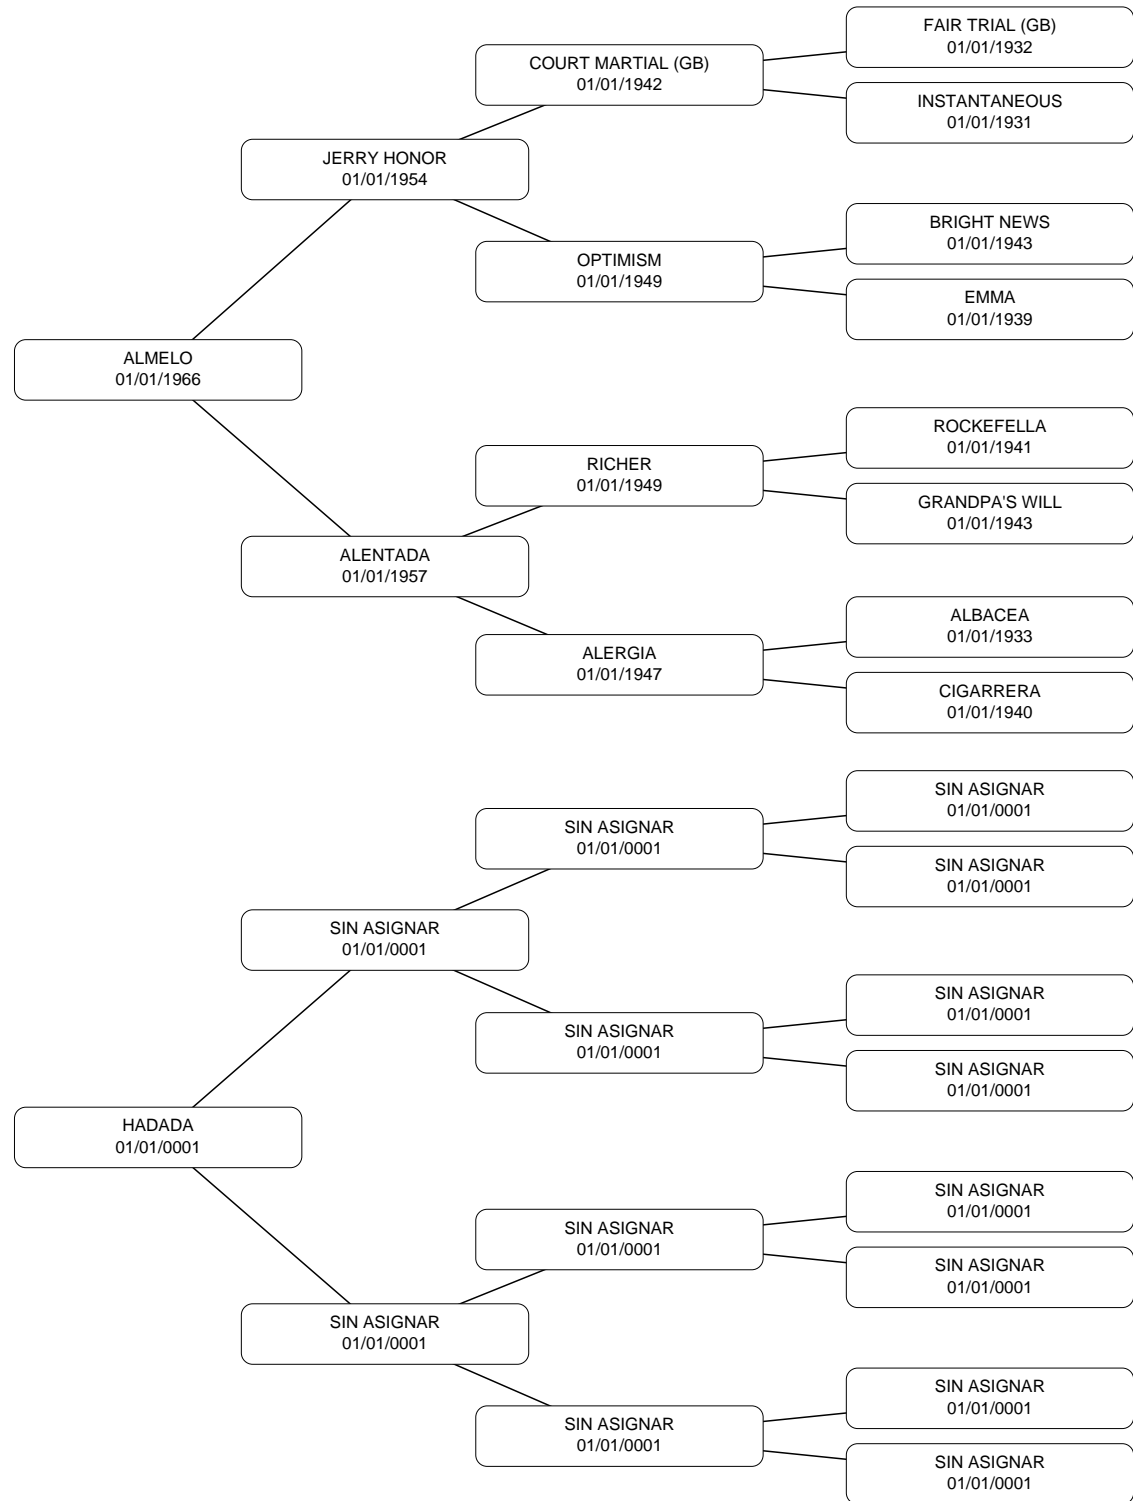 FAIR TRIAL (GB)
01/01/1932
COURT MARTIAL (GB)
01/01/1942
INSTANTANEOUS
01/01/1931
JERRY HONOR
01/01/1954
BRIGHT NEWS
01/01/1943
OPTIMISM
01/01/1949
EMMA
01/01/1939
ALMELO
01/01/1966
ROCKEFELLA
01/01/1941
RICHER
01/01/1949
GRANDPA'S WILL
01/01/1943
ALENTADA
01/01/1957
ALBACEA
01/01/1933
ALERGIA
01/01/1947
CIGARRERA
01/01/1940
SIN ASIGNAR
01/01/0001
SIN ASIGNAR
01/01/0001
SIN ASIGNAR
01/01/0001
SIN ASIGNAR
01/01/0001
SIN ASIGNAR
01/01/0001
SIN ASIGNAR
01/01/0001
SIN ASIGNAR
01/01/0001
HADADA
01/01/0001
SIN ASIGNAR
01/01/0001
SIN ASIGNAR
01/01/0001
SIN ASIGNAR
01/01/0001
SIN ASIGNAR
01/01/0001
SIN ASIGNAR
01/01/0001
SIN ASIGNAR
01/01/0001
SIN ASIGNAR
01/01/0001